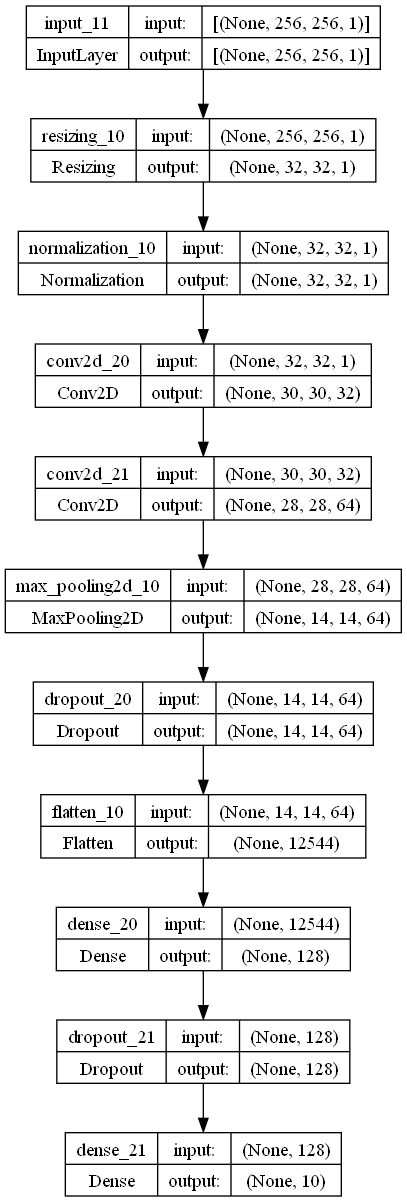 input_11 input: [(None, 256, 256, 1)]
InputLayer output: [(None, 256, 256, 1)]
resizing_10 input: (None, 256, 256, 1)
Resizing output: (None, 32, 32, 1)
normalization_10 input: (None, 32, 32, 1)
Normalization output: (None, 32, 32, 1)
conv2d_20 input: (None, 32, 32, 1)
Conv2D output: (None, 30, 30, 32)
conv2d_21 input: (None, 30, 30, 32)
Conv2D output: (None, 28, 28, 64)
max_pooling2d_10 input: (None, 28, 28, 64)
MaxPooling2D output: (None, 14, 14, 64)
dropout_20 input: (None, 14, 14, 64)
Dropout output: (None, 14, 14, 64)
flatten_10 input: (None, 14, 14, 64)
Flatten output: (None, 12544)
dense_20 input: (None, 12544)
Dense output: (None, 128)
dropout_21 input: (None, 128)
Dropout output: (None, 128)
dense_21 input: (None, 128)
Dense output: (None, 10)